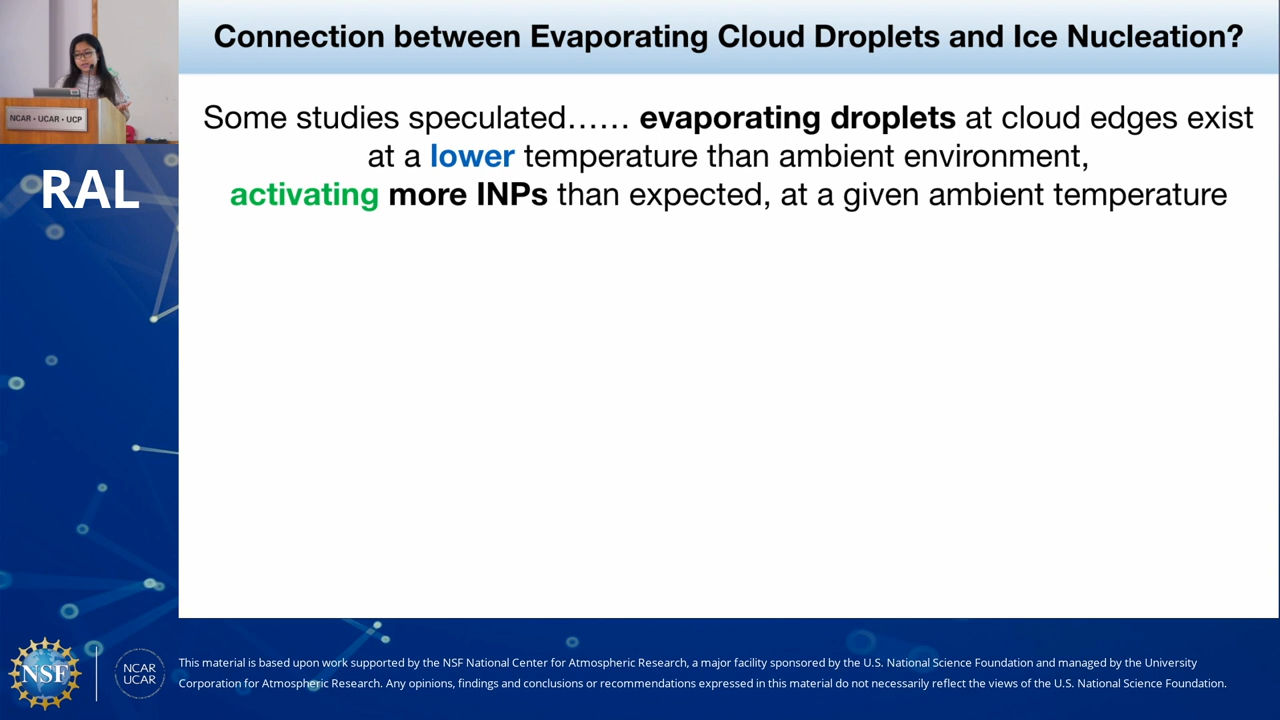 Connection between Evaporating Cloud Droplets and Ice Nucleation?
Some studies speculated…… evaporating droplets at cloud edges exist
at a lower temperature than ambient environment,
activating more INPs than expected, at a given ambient temperature
NCAR • UCAR • UCP
RAL
NSF
NCAR
UCAR
This material is based upon work supported by the NSF National Center for Atmospheric Research, a major facility sponsored by the U.S. National Science Foundation and managed by the University
Corporation for Atmospheric Research. Any opinions, findings and conclusions or recommendations expressed in this material do not necessarily reflect the views of the U.S. National Science Foundation.